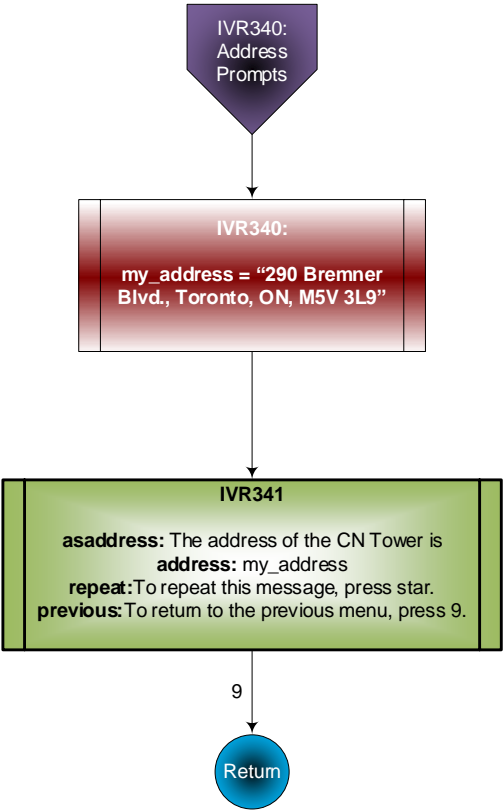 IVR340:
Address
Prompts
IVR340:
my_address = “290 Bremner
Blvd., Toronto, ON, M5V 3L9”
IVR341
asaddress: The address of the CN Tower is
address: my_address
repeat:To repeat this message, press star.
previous:To return to the previous menu, press 9.
9
Return